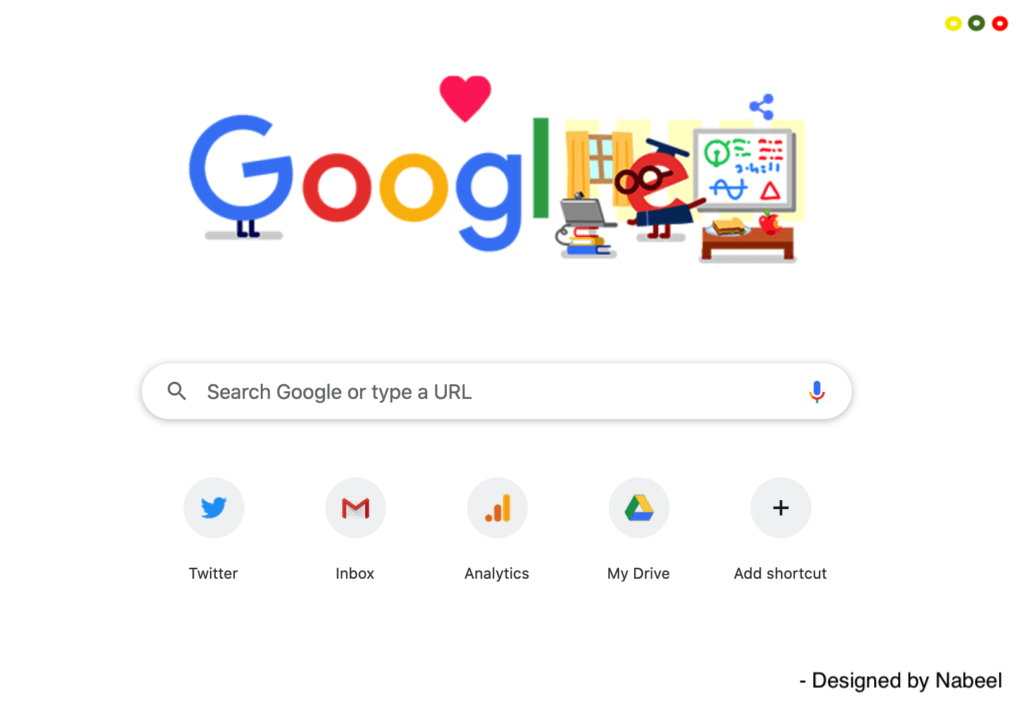 Google
Search Google or type a URL
Twitter
Inbox
Analytics
My Drive
Add shortcut
- Designed by Nabeel